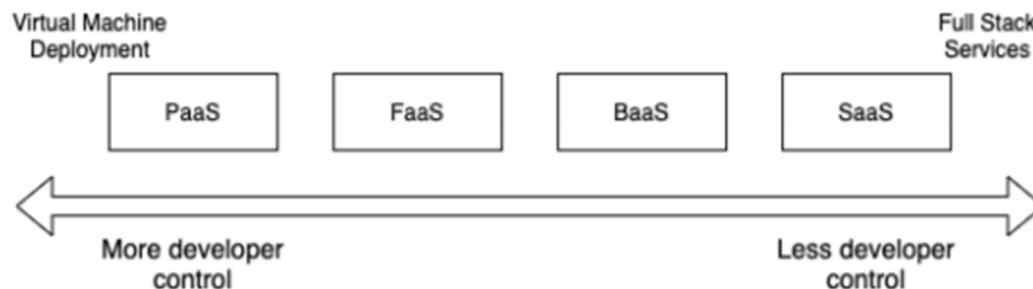 Virtual Machine
Deployment
Full Stack
Services
PaaS
FaaS
BaaS
SaaS
More developer
control
Less developer
control